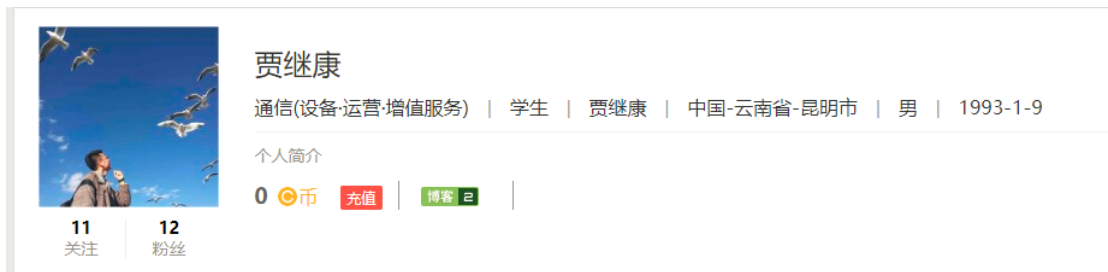 贾继康
通信(设备·运营·增值服务) | 学生 | 贾继康 | 中国-云南省-昆明市 | 男 | 1993-1-9
个人简介
0 C币 充值 | 博客 2 |
11 12
关注 粉丝